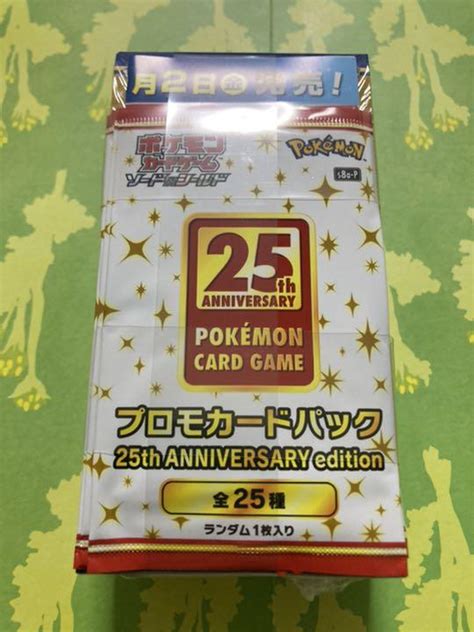 月2日㊎発売！
ポケモン
カードゲーム
ソード&シールド
POKÉMON
s8a-P
25th
ANNIVERSARY
POKÉMON
CARD GAME
プロモカードパック
25th ANNIVERSARY edition
全25種
ランダム1枚入り